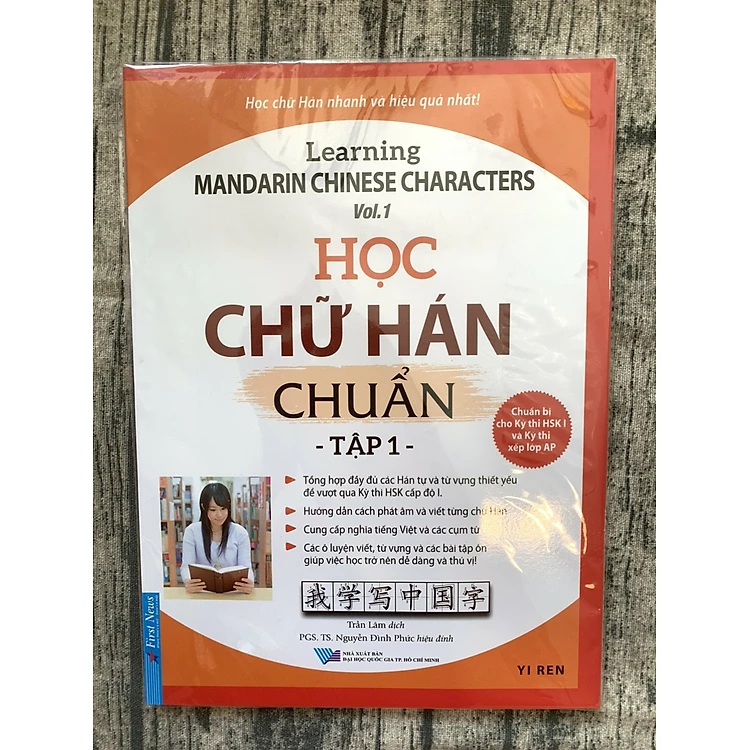 Học chữ Hán nhanh và hiệu quả nhất!
Learning
MANDARIN CHINESE CHARACTERS
Vol.1
HỌC
CHỮ HÁN
CHUẨN
- TẬP 1 -
Chuẩn bị
cho Kỳ thi HSK I
và Kỳ thi
xếp lớp AP
Tổng hợp đầy đủ các Hán tự và từ vựng thiết yếu
để vượt qua Kỳ thi HSK cấp độ I.
Hướng dẫn cách phát âm và viết từng chữ Hán
Cung cấp nghĩa tiếng Việt và các cụm từ
Các ô luyện viết, từ vựng và các bài tập ôn
giúp việc học trở nên dễ dàng và thú vị!
我学写中国字
Trần Lâm dịch
PGS. TS. Nguyễn Đình Phức hiệu đính
NHÀ XUẤT BẢN
ĐẠI HỌC QUỐC GIA TP. HỒ CHÍ MINH
First News
YI REN